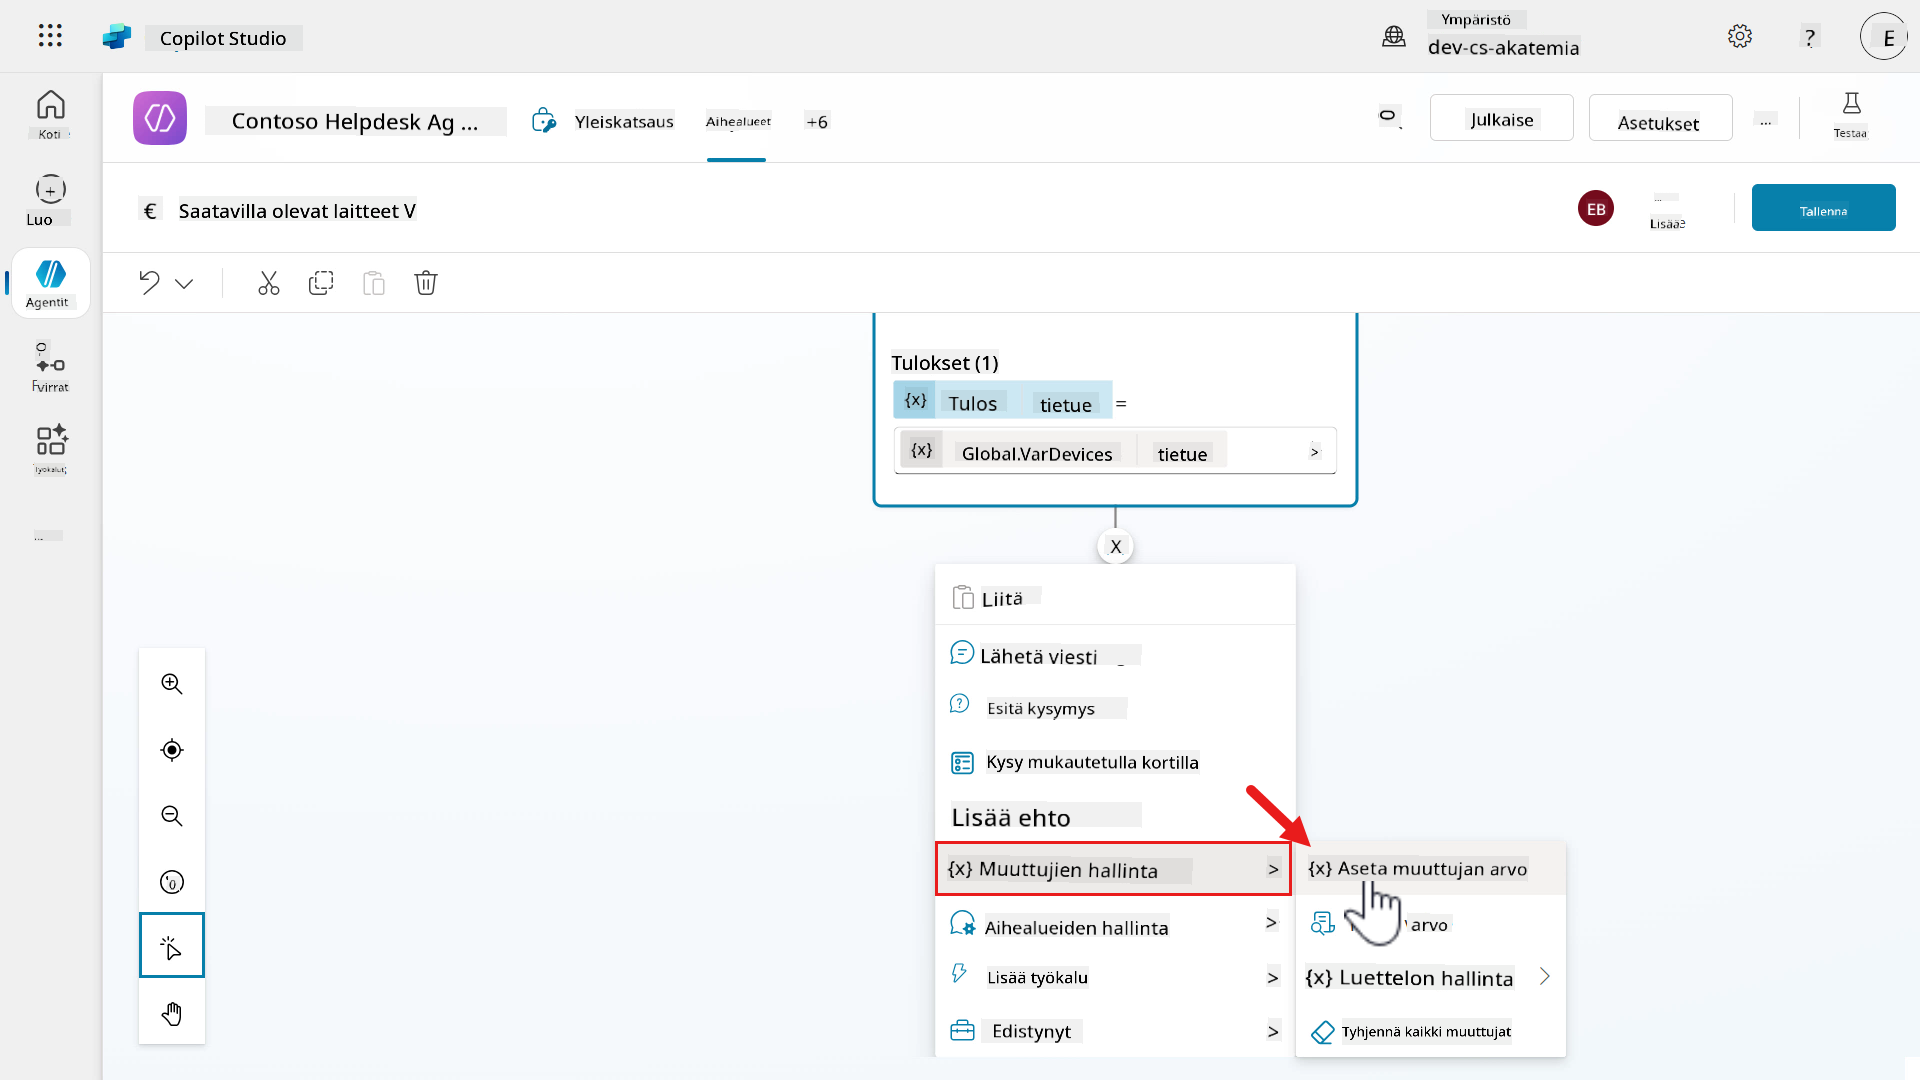 Copilot Studio
Ympäristö
dev-cs-akatemia
?
E
Koti
Luo
Agentit
Työkalut
Contoso Helpdesk Ag ...
Yleiskatsaus
Aihealueet
+6
Julkaise
Asetukset
...
Testaa
€ Saatavilla olevat laitteet V
EB
...
Lisää
Tallenna
Tulokset (1)
{x} Tulos tietue =
{x} Global.VarDevices tietue >
X
Liitä
Lähetä viesti
Esitä kysymys
Kysy mukautetulla kortilla
Lisää ehto
{x} Muuttujien hallinta >
Aihealueiden hallinta >
Lisää työkalu >
Edistynyt >
{x} Aseta muuttujan arvo
arvo
{x} Luettelon hallinta
Tyhjennä kaikki muuttujat